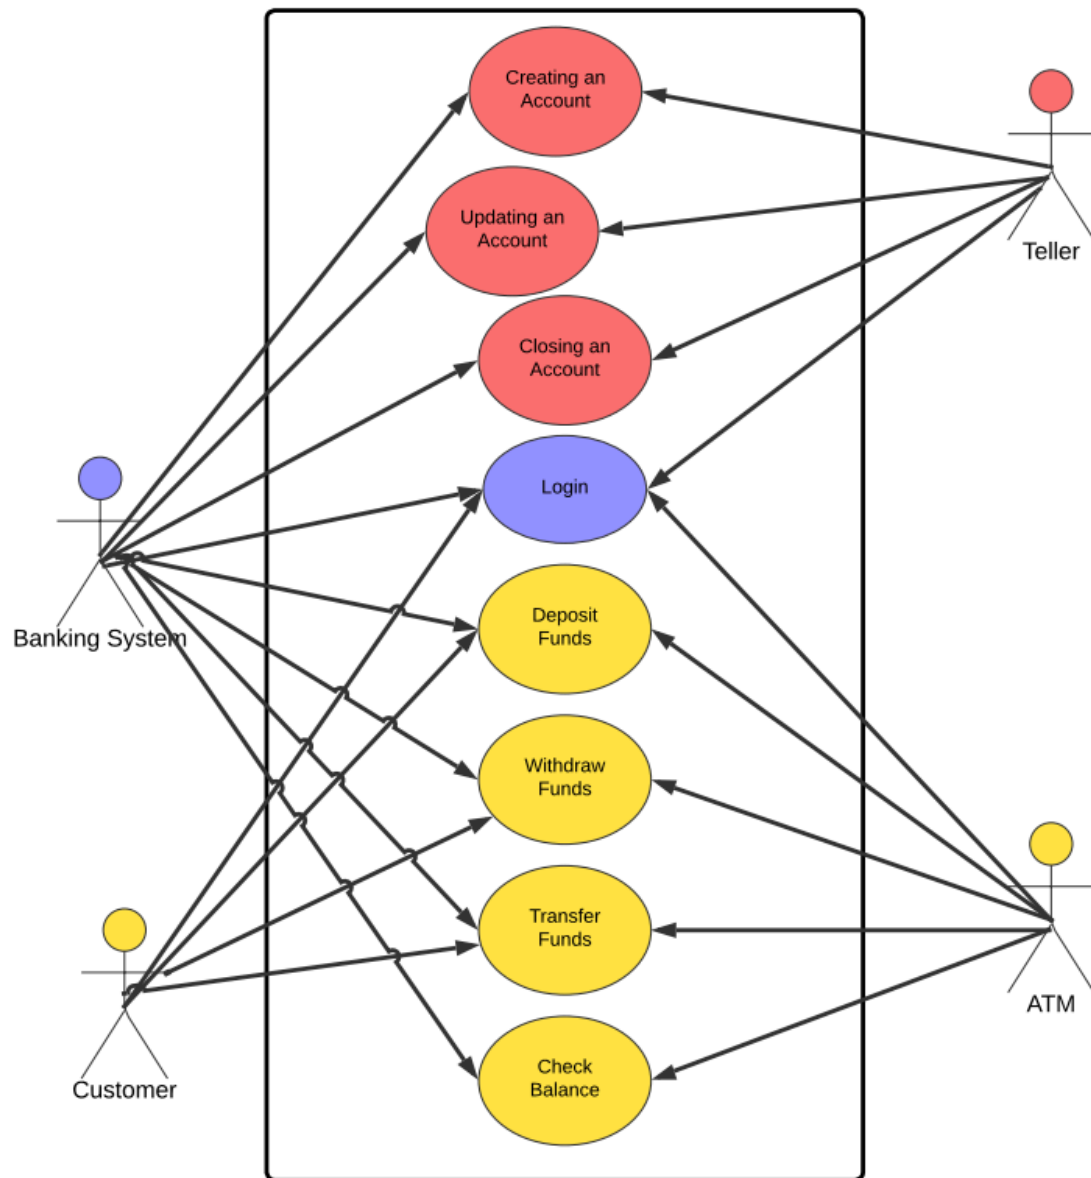 Creating an
Account
Updating an
Account
Teller
Closing an
Account
Login
Banking System
Deposit
Funds
Withdraw
Funds
Transfer
Funds
ATM
Customer
Check
Balance